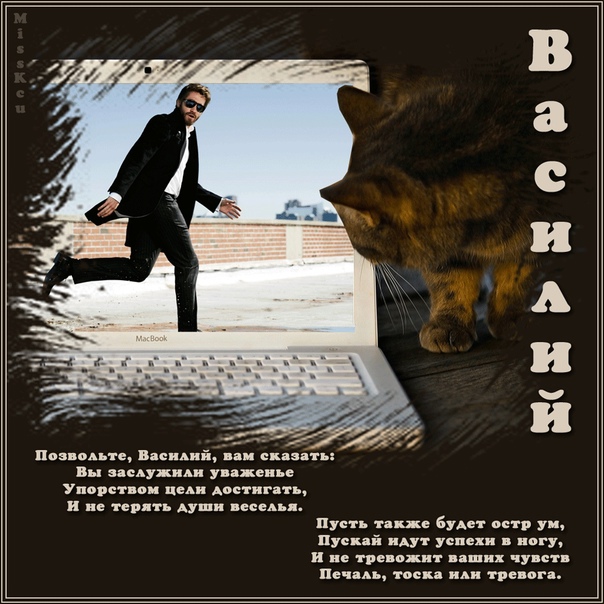 MissKcu
Василий
MacBook
Позвольте, Василий, вам сказать:
Вы заслужили уваженье
Упорством цели достигать,
И не терять души веселья.
Пусть также будет остр ум,
Пускай идут успехи в ногу,
И не тревожит ваших чувств
Печаль, тоска или тревога.